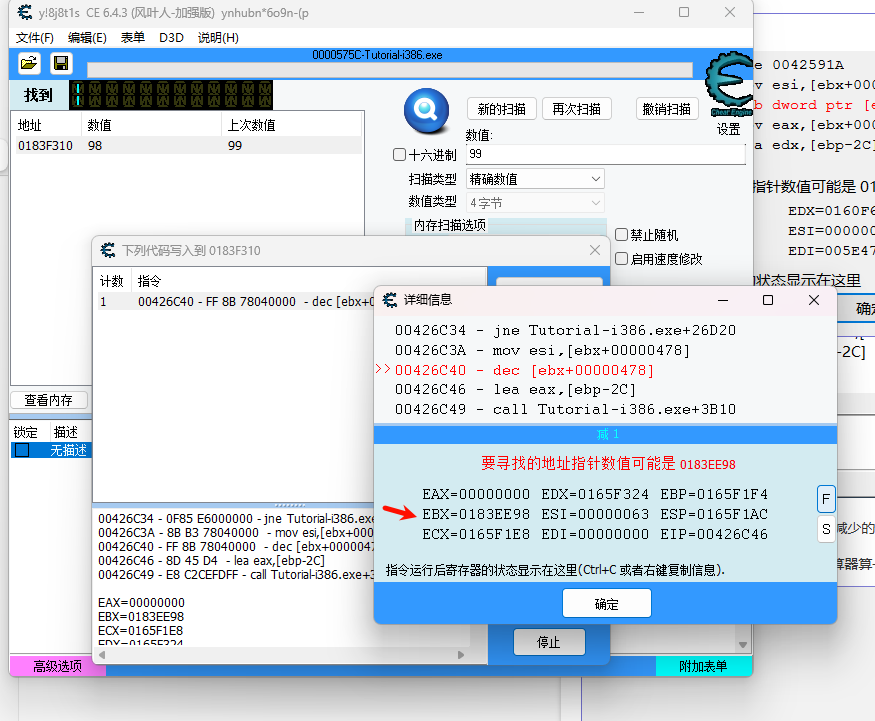 y!8j8t1s CE 6.4.3 (风叶人-加强版) ynhubn*6o9n-(p
文件(F) 编辑(E) 表单 D3D 说明(H)
0000575C-Tutorial-i386.exe
找到 1
地址 数值 上次数值
0183F310 98 99
新的扫描 再次扫描 撤销扫描
Cheat Engine
设置
数值:
十六进制 99
扫描类型 精确数值
数值类型 4 字节
内存扫描选项
禁止随机
启用速度修改
e 0042591A
v esi,[ebx+000
b dword ptr [e
v eax,[ebx+000
a edx,[ebp-2C]
指针数值可能是 01
EDX=0160F6
ESI=000000
EDI=005E47
的状态显示在这里
确定
-2C]
减少的
算器算
查看内存
锁定 描述
无描述
高级选项
附加表单
下列代码写入到 0183F310
计数 指令
1 00426C40 - FF 8B 78040000 - dec [ebx+0
00426C34 - 0F85 E6000000 - jne Tutorial-i386.exe
00426C3A - 8B B3 78040000 - mov esi,[ebx+000
00426C40 - FF 8B 78040000 - dec [ebx+0000047
00426C46 - 8D 45 D4 - lea eax,[ebp-2C]
00426C49 - E8 C2CEFDFF - call Tutorial-i386.exe+3
EAX=00000000
EBX=0183EE98
ECX=0165F1E8
EDX=0165F324
停止
详细信息
00426C34 - jne Tutorial-i386.exe+26D20
00426C3A - mov esi,[ebx+00000478]
>>00426C40 - dec [ebx+00000478]
00426C46 - lea eax,[ebp-2C]
00426C49 - call Tutorial-i386.exe+3B10
减 1
要寻找的地址指针数值可能是 0183EE98
EAX=00000000 EDX=0165F324 EBP=0165F1F4
EBX=0183EE98 ESI=00000063 ESP=0165F1AC
ECX=0165F1E8 EDI=00000000 EIP=00426C46
F
S
指令运行后寄存器的状态显示在这里(Ctrl+C 或者右键复制信息).
确定